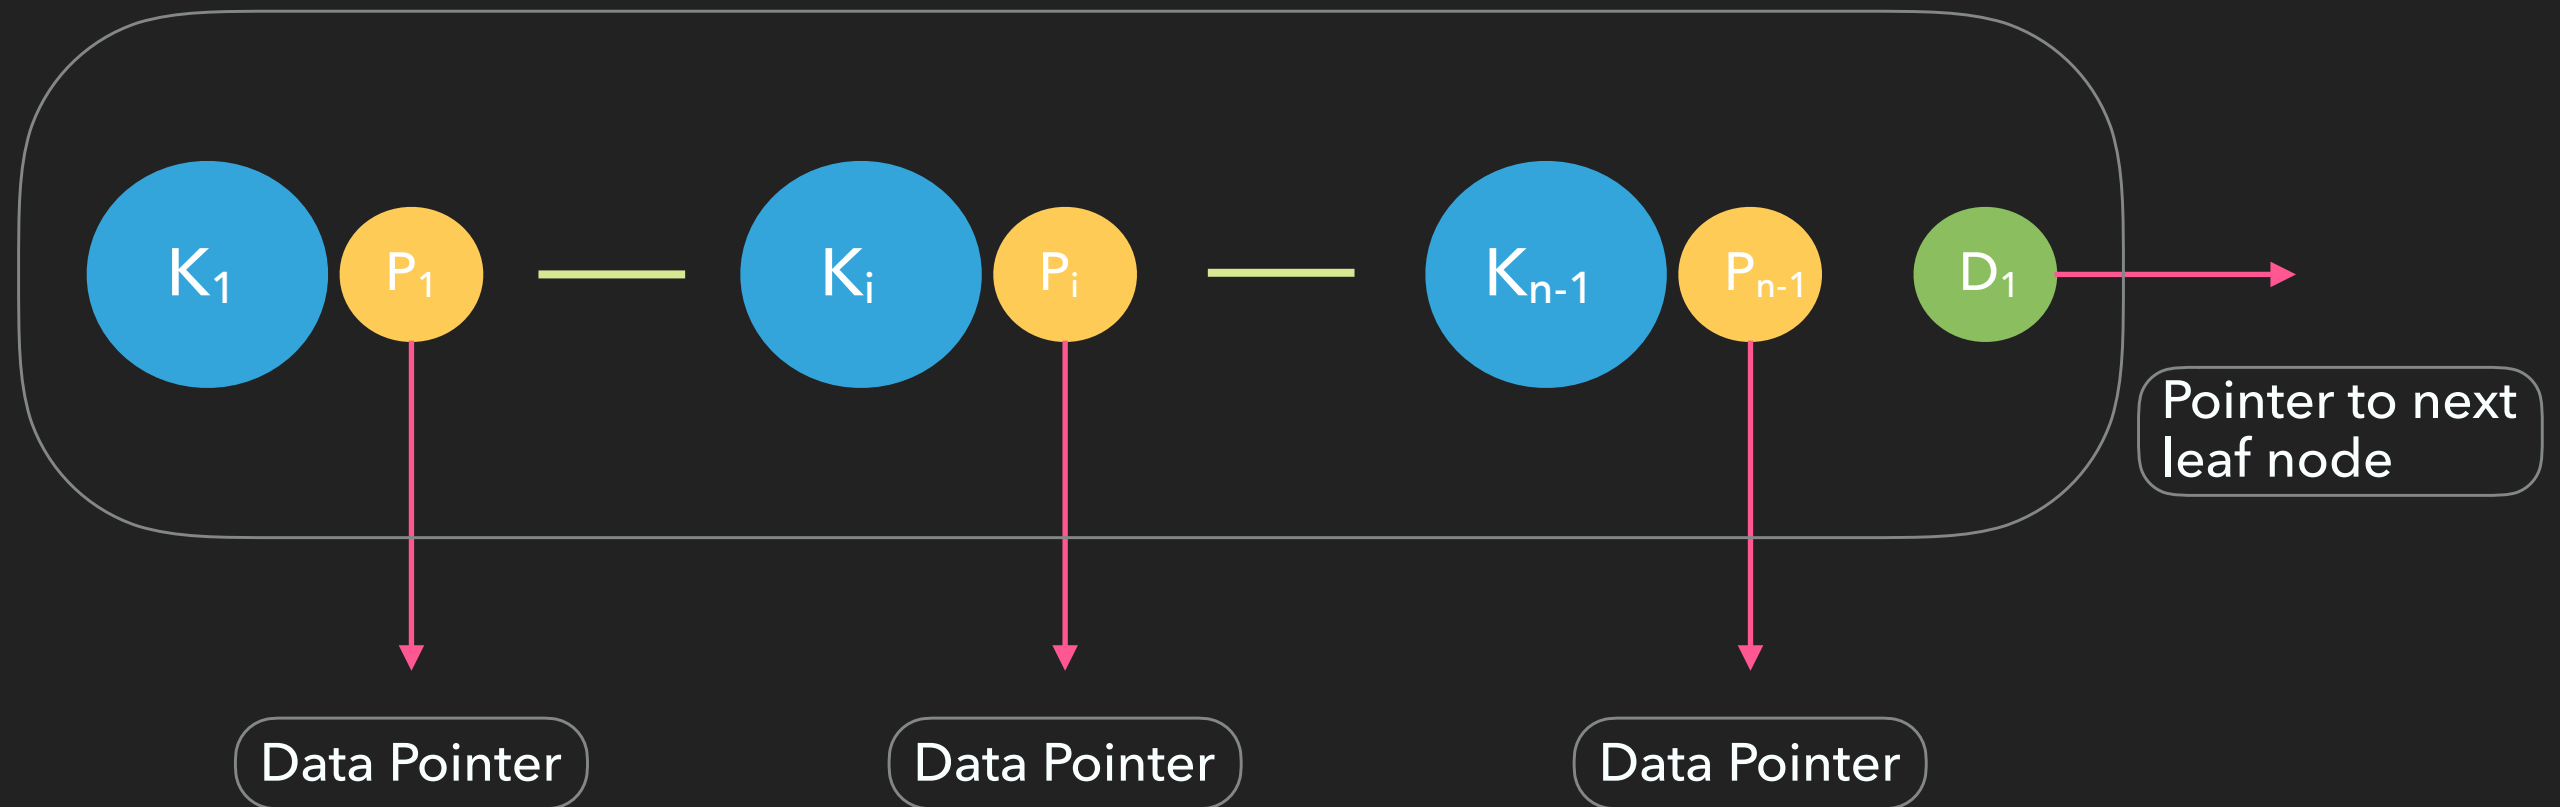 K1 P1 Ki Pi Kn-1 Pn-1 D1
Pointer to next
leaf node
Data Pointer
Data Pointer
Data Pointer